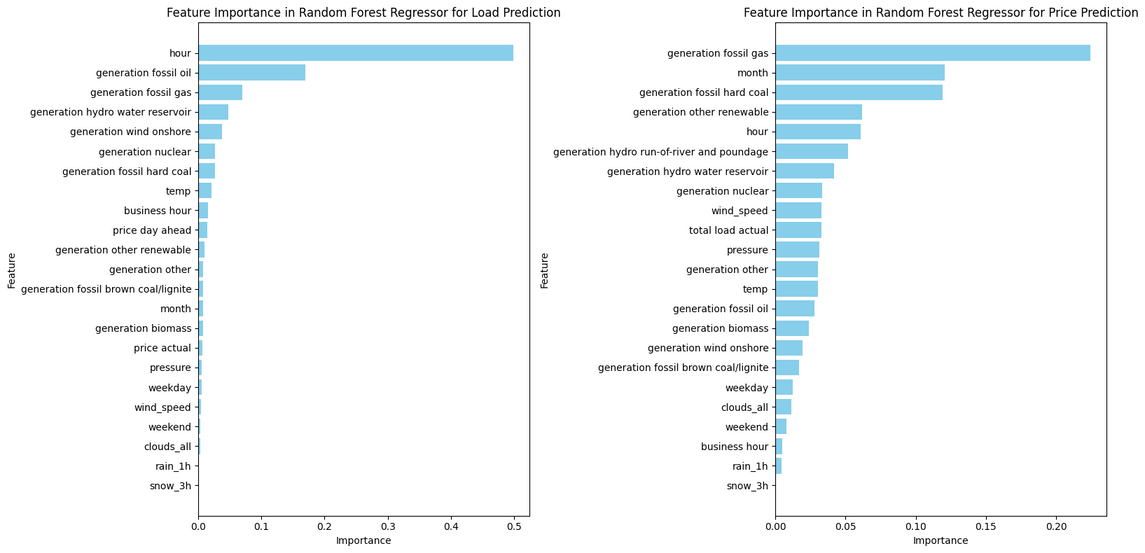 Feature Importance in Random Forest Regressor for Load Prediction
hour
generation fossil oil
generation fossil gas
generation hydro water reservoir
generation wind onshore
generation nuclear
generation fossil hard coal
temp
business hour
price day ahead
generation other renewable
generation other
generation fossil brown coal/lignite
month
generation biomass
price actual
pressure
weekday
wind_speed
weekend
clouds_all
rain_1h
snow_3h
Feature
0.0 0.1 0.2 0.3 0.4 0.5
Importance
Feature Importance in Random Forest Regressor for Price Prediction
generation fossil gas
month
generation fossil hard coal
generation other renewable
hour
generation hydro run-of-river and poundage
generation hydro water reservoir
generation nuclear
wind_speed
total load actual
pressure
generation other
temp
generation fossil oil
generation biomass
generation wind onshore
generation fossil brown coal/lignite
weekday
clouds_all
weekend
business hour
rain_1h
snow_3h
Feature
0.00 0.05 0.10 0.15 0.20
Importance